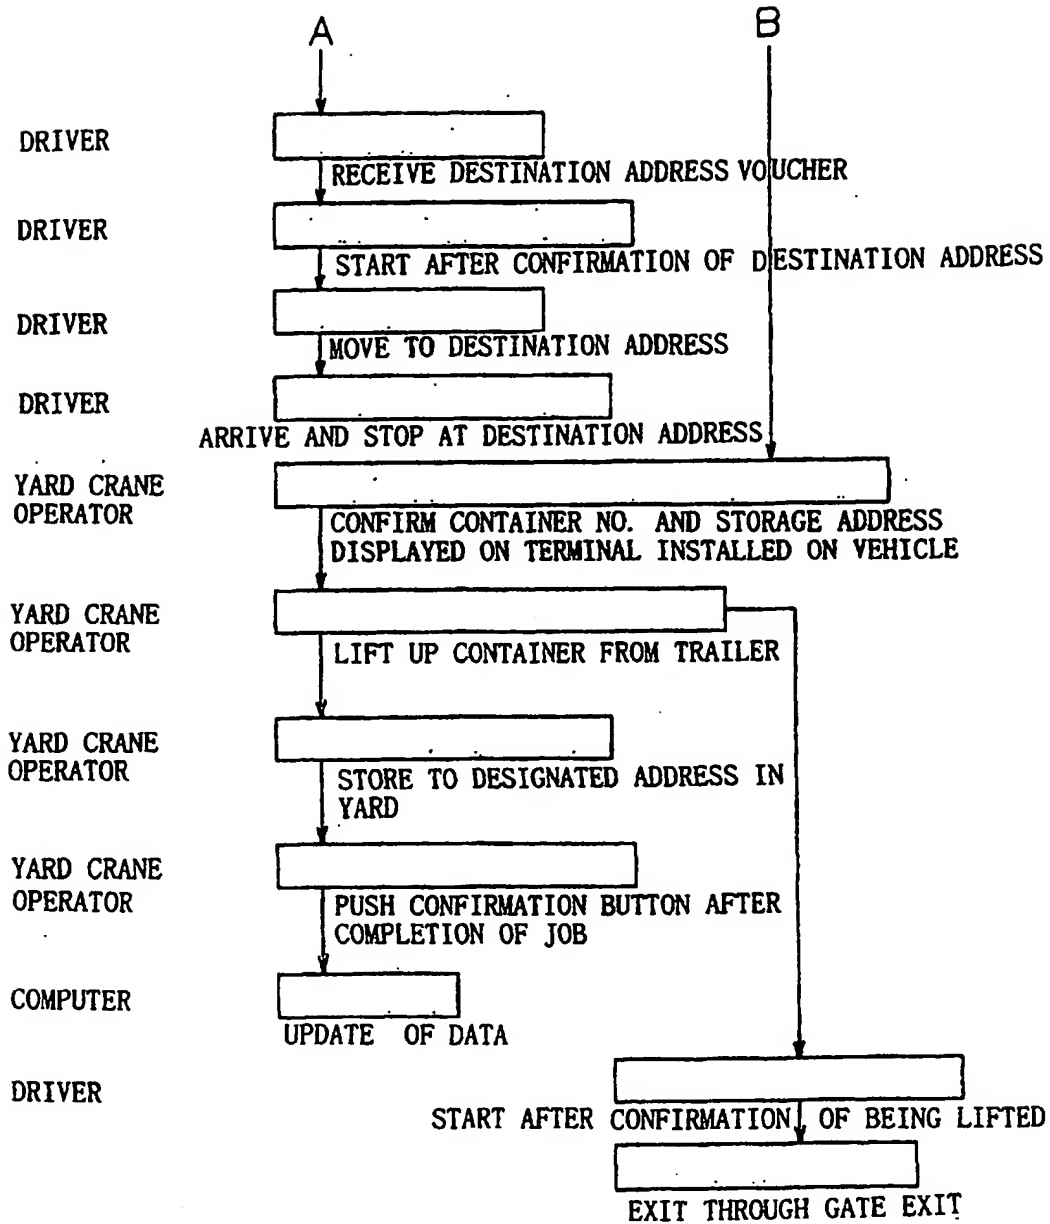 A
B
DRIVER
RECEIVE DESTINATION ADDRESS VOUCHER
DRIVER
START AFTER CONFIRMATION OF DESTINATION ADDRESS
DRIVER
MOVE TO DESTINATION ADDRESS
DRIVER
ARRIVE AND STOP AT DESTINATION ADDRESS
YARD CRANE
OPERATOR
CONFIRM CONTAINER NO. AND STORAGE ADDRESS
DISPLAYED ON TERMINAL INSTALLED ON VEHICLE
YARD CRANE
OPERATOR
LIFT UP CONTAINER FROM TRAILER
YARD CRANE
OPERATOR
STORE TO DESIGNATED ADDRESS IN
YARD
YARD CRANE
OPERATOR
PUSH CONFIRMATION BUTTON AFTER
COMPLETION OF JOB
COMPUTER
UPDATE OF DATA
DRIVER
START AFTER CONFIRMATION OF BEING LIFTED
EXIT THROUGH GATE EXIT